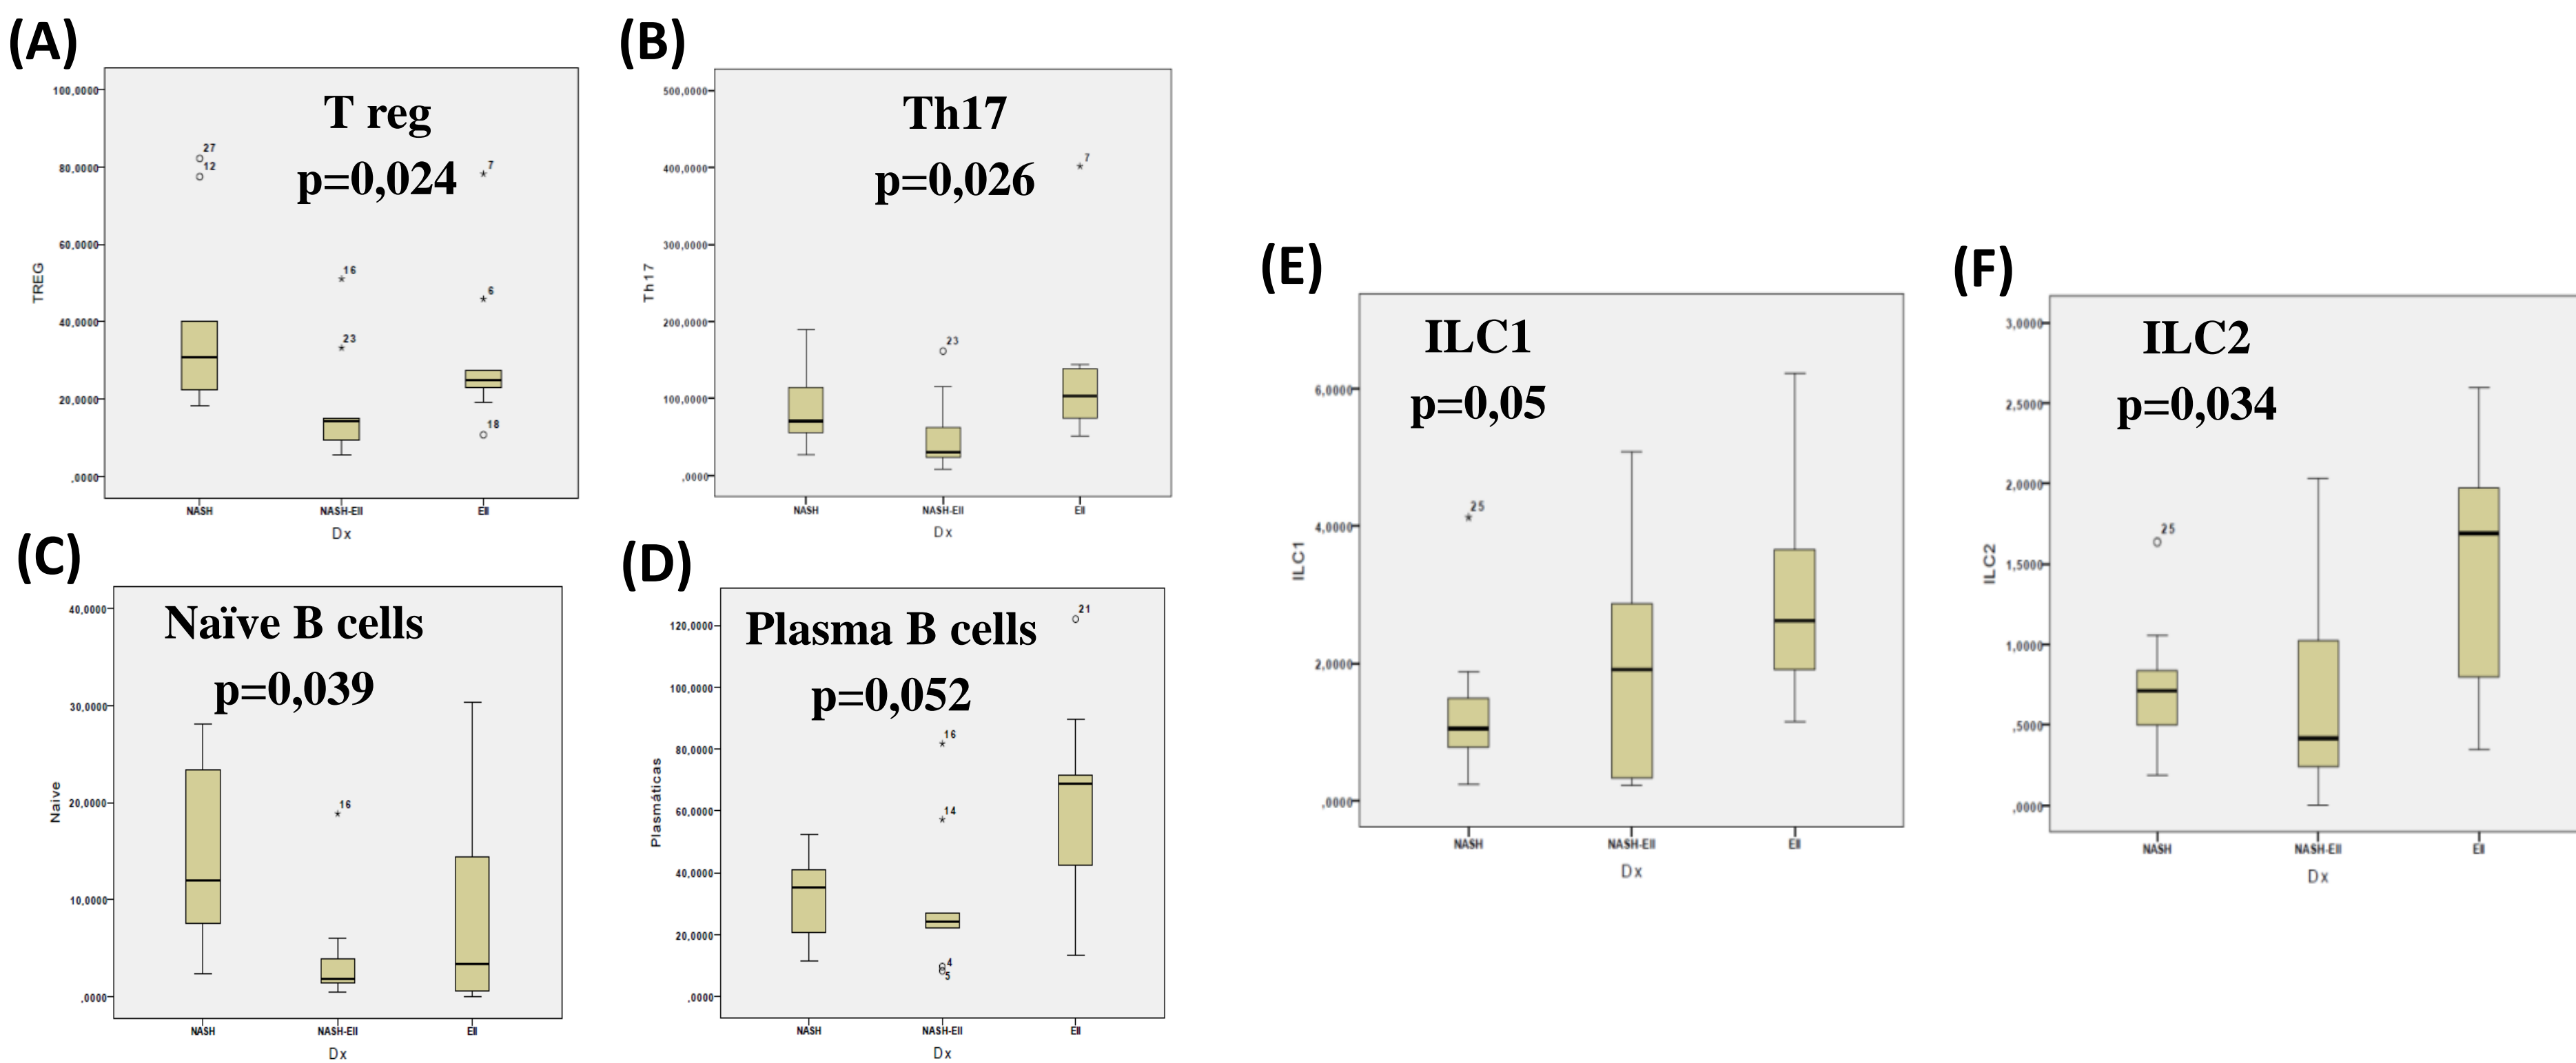 (A)
T reg
p=0,024
100,0000
80,0000
60,0000
40,0000
20,0000
,0000
TREG
27
12
16
23
7
6
18
NASH
NASH-EII
EII
Dx
(B)
Th17
p=0,026
500,0000
400,0000
300,0000
200,0000
100,0000
,0000
Th17
23
7
NASH
NASH-EII
EII
Dx
(C)
Naïve B cells
p=0,039
40,0000
30,0000
20,0000
10,0000
,0000
Naive
16
NASH
NASH-EII
EII
Dx
(D)
Plasma B cells
p=0,052
120,0000
100,0000
80,0000
60,0000
40,0000
20,0000
,0000
Plasmáticas
16
14
4
5
21
NASH
NASH-EII
EII
Dx
(E)
ILC1
p=0,05
6,0000
4,0000
2,0000
,0000
ILC1
25
NASH
NASH-EII
EII
Dx
(F)
ILC2
p=0,034
3,0000
2,5000
2,0000
1,5000
1,0000
,5000
,0000
ILC2
25
NASH
NASH-EII
EII
Dx